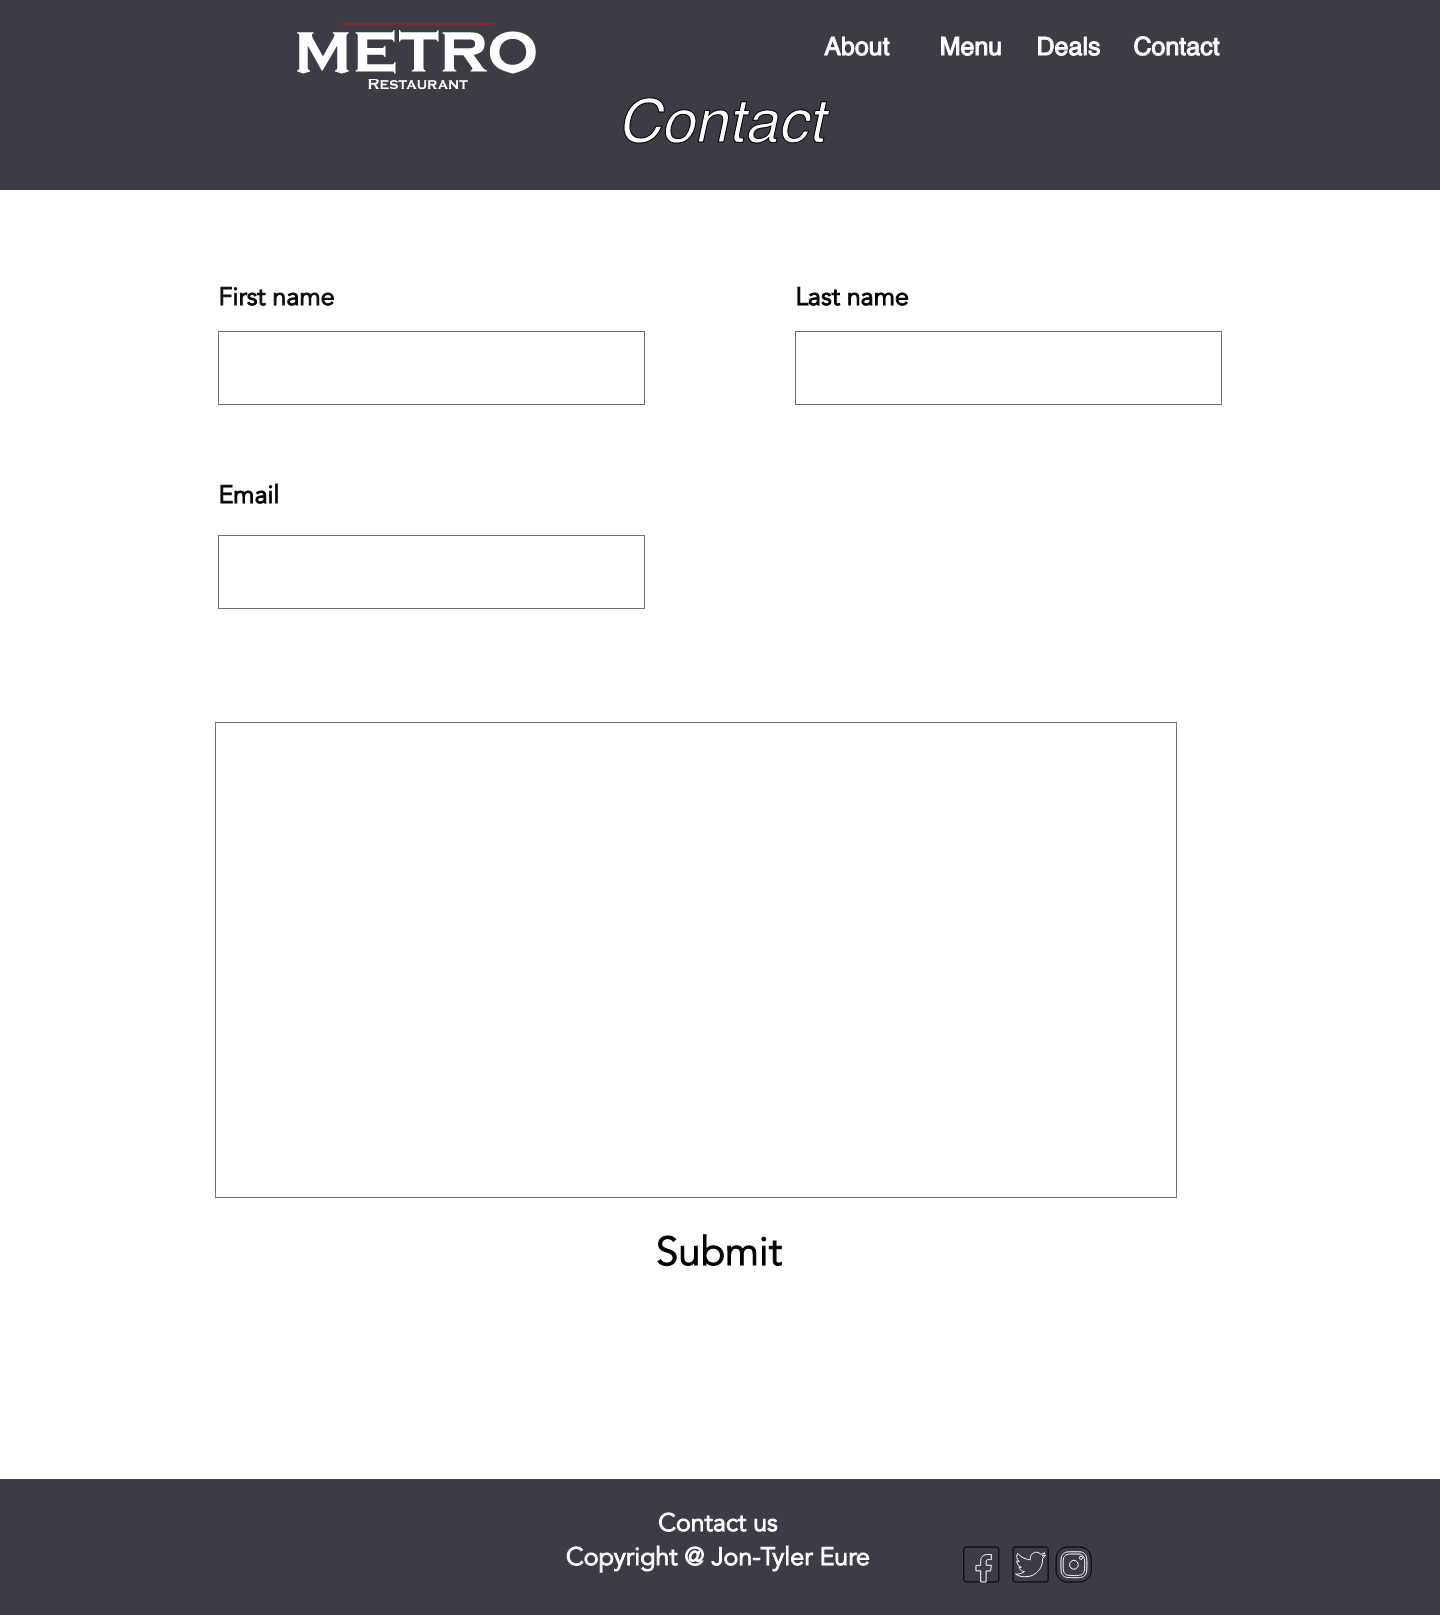 METRO
RESTAURANT
About Menu Deals Contact
Contact
First name
Last name
Email
Submit
Contact us
Copyright @ Jon-Tyler Eure